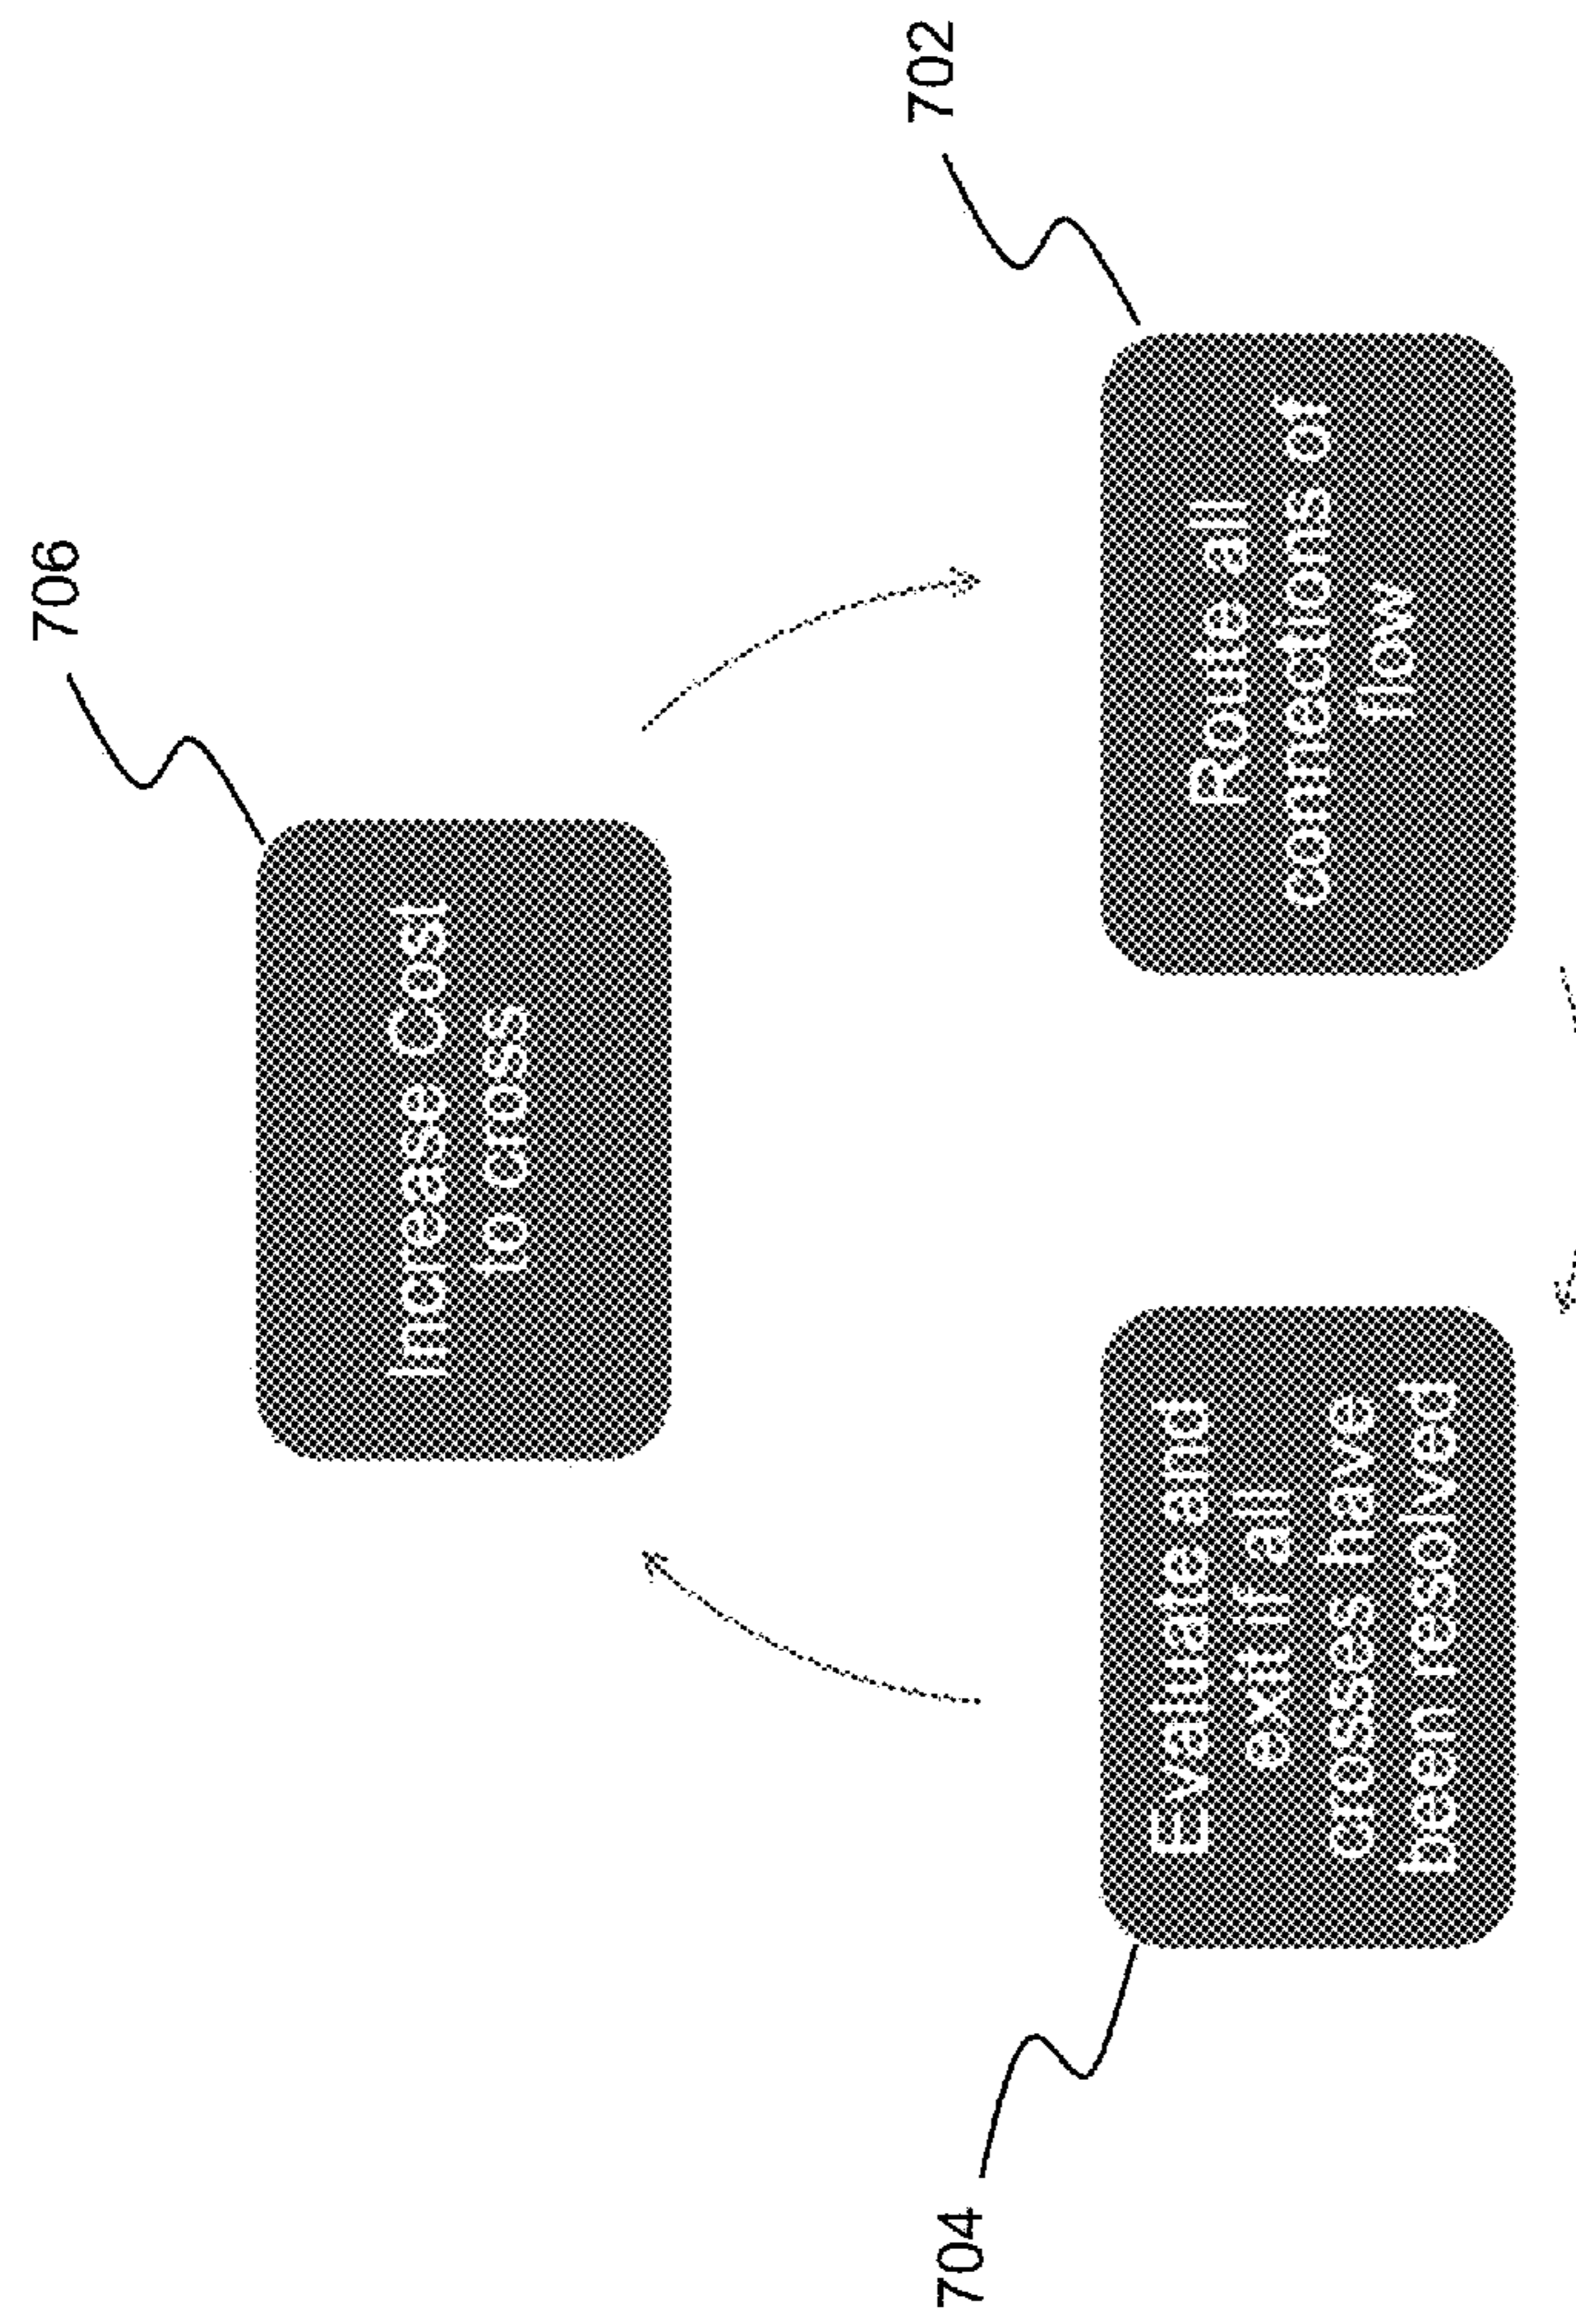 706
Increase Cost
to cross
702
Route all
connections of
flow
704
Evaluate and
exit if all
crosses have
been resolved